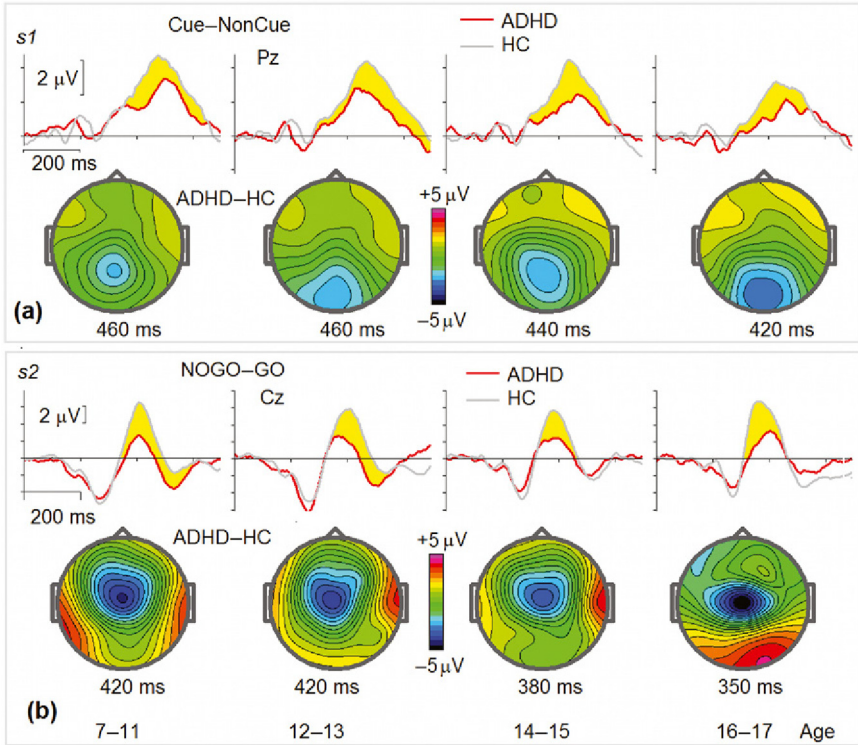 s1
Cue–NonCue
ADHD
HC
Pz
2 µV
200 ms
ADHD–HC
+5 µV
–5 µV
(a)
460 ms 460 ms 440 ms 420 ms
s2
NOGO–GO
ADHD
HC
Cz
2 µV
200 ms
ADHD–HC
+5 µV
–5 µV
420 ms 420 ms 380 ms 350 ms
(b)
7–11 12–13 14–15 16–17 Age